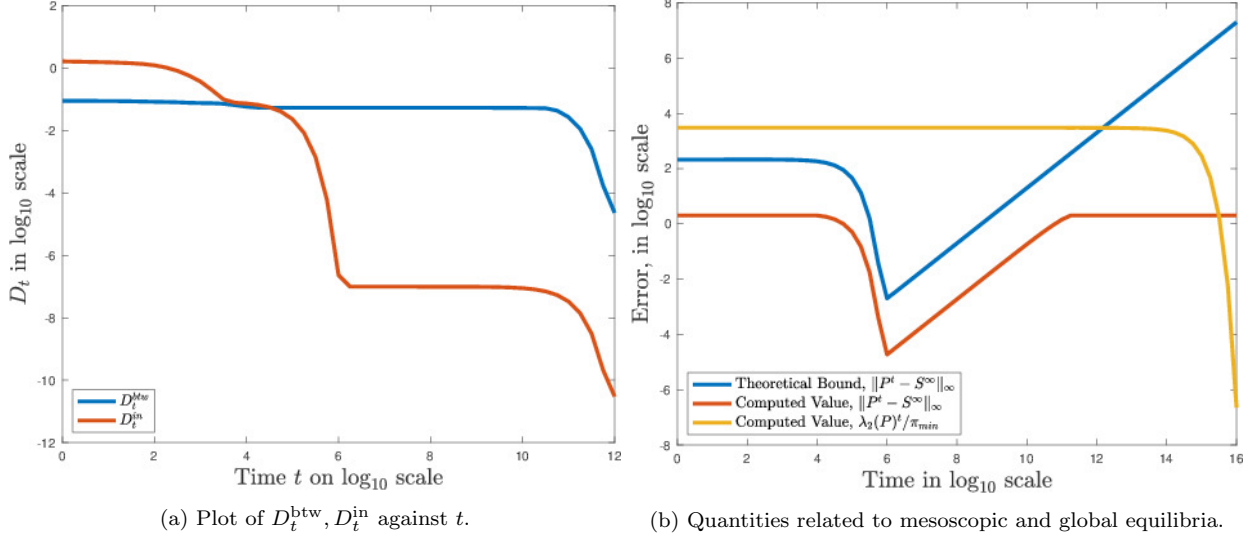 2
0
-2
-4
-6
-8
-10
-12
0 2 4 6 8 10 12
D_t in log_10 scale
Time t on log_10 scale
D_t^{btw}
D_t^{in}
(a) Plot of D_t^{btw}, D_t^{in} against t.
8
6
4
2
0
-2
-4
-6
-8
0 2 4 6 8 10 12 14 16
Error, in log_10 scale
Time in log_10 scale
Theoretical Bound, ‖P^t − S^∞‖_∞
Computed Value, ‖P^t − S^∞‖_∞
Computed Value, λ_2(P)^t/π_{min}.
(b) Quantities related to mesoscopic and global equilibria.